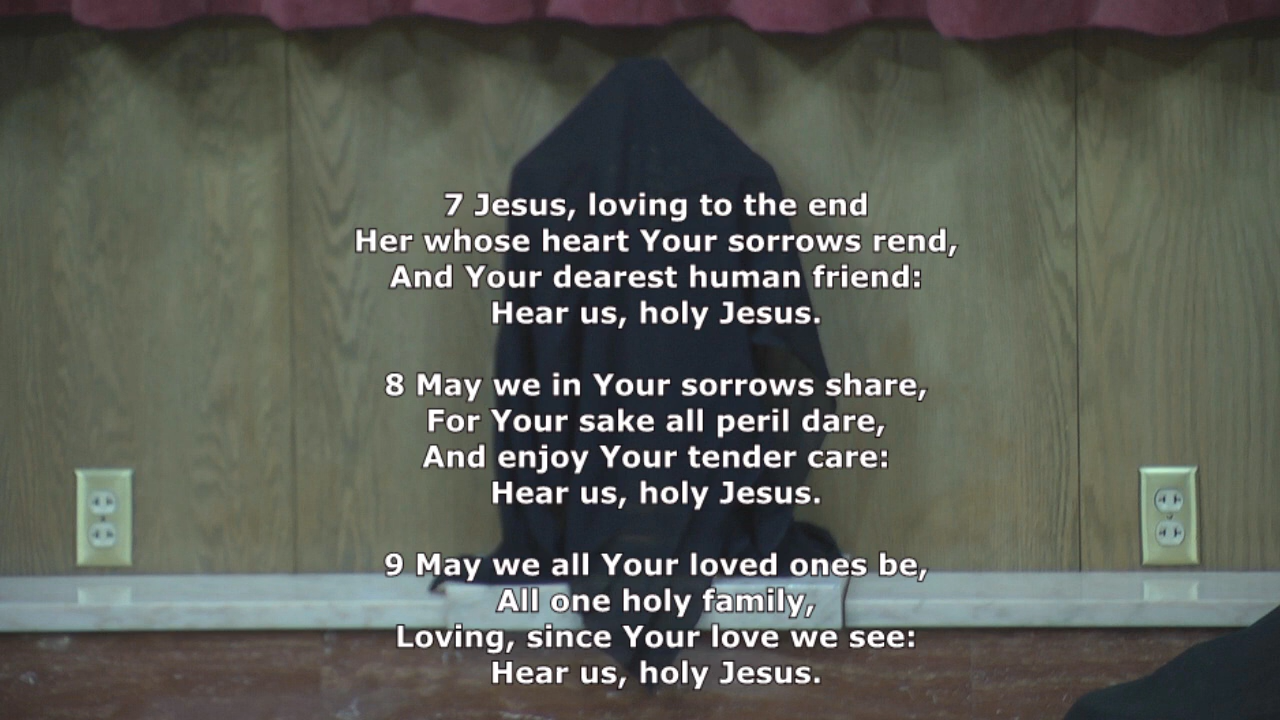 7 Jesus, loving to the end
Her whose heart Your sorrows rend,
And Your dearest human friend:
Hear us, holy Jesus.
8 May we in Your sorrows share,
For Your sake all peril dare,
And enjoy Your tender care:
Hear us, holy Jesus.
9 May we all Your loved ones be,
All one holy family,
Loving, since Your love we see:
Hear us, holy Jesus.